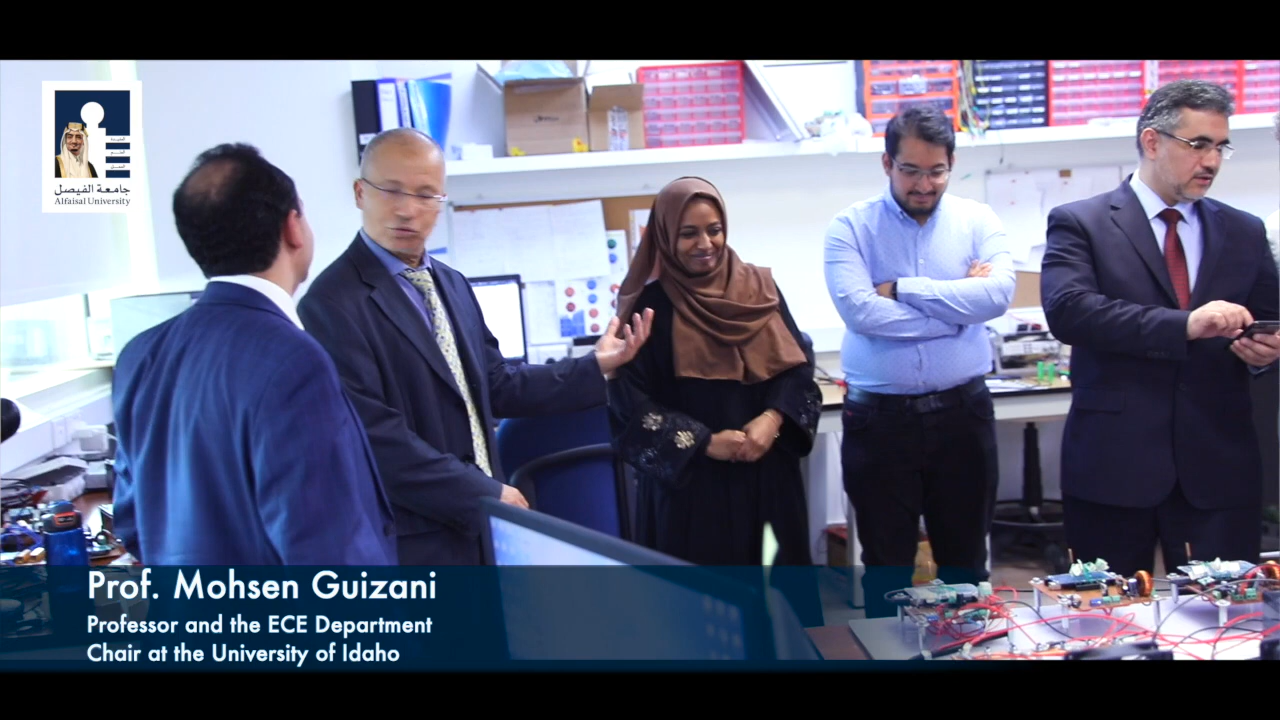 جامعة الفيصل
Alfaisal University
Prof. Mohsen Guizani
Professor and the ECE Department
Chair at the University of Idaho